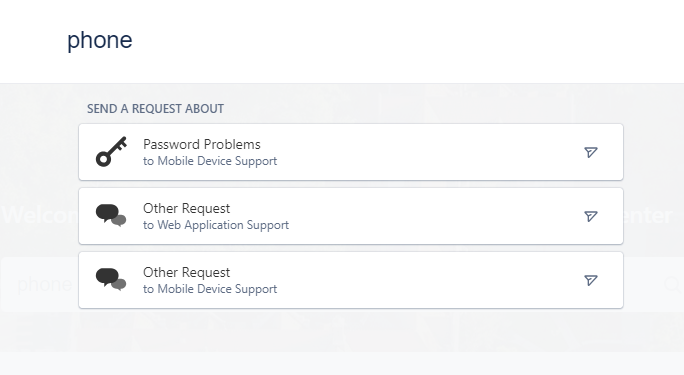 phone
SEND A REQUEST ABOUT
Password Problems
to Mobile Device Support
Other Request
to Web Application Support
Other Request
to Mobile Device Support
phone